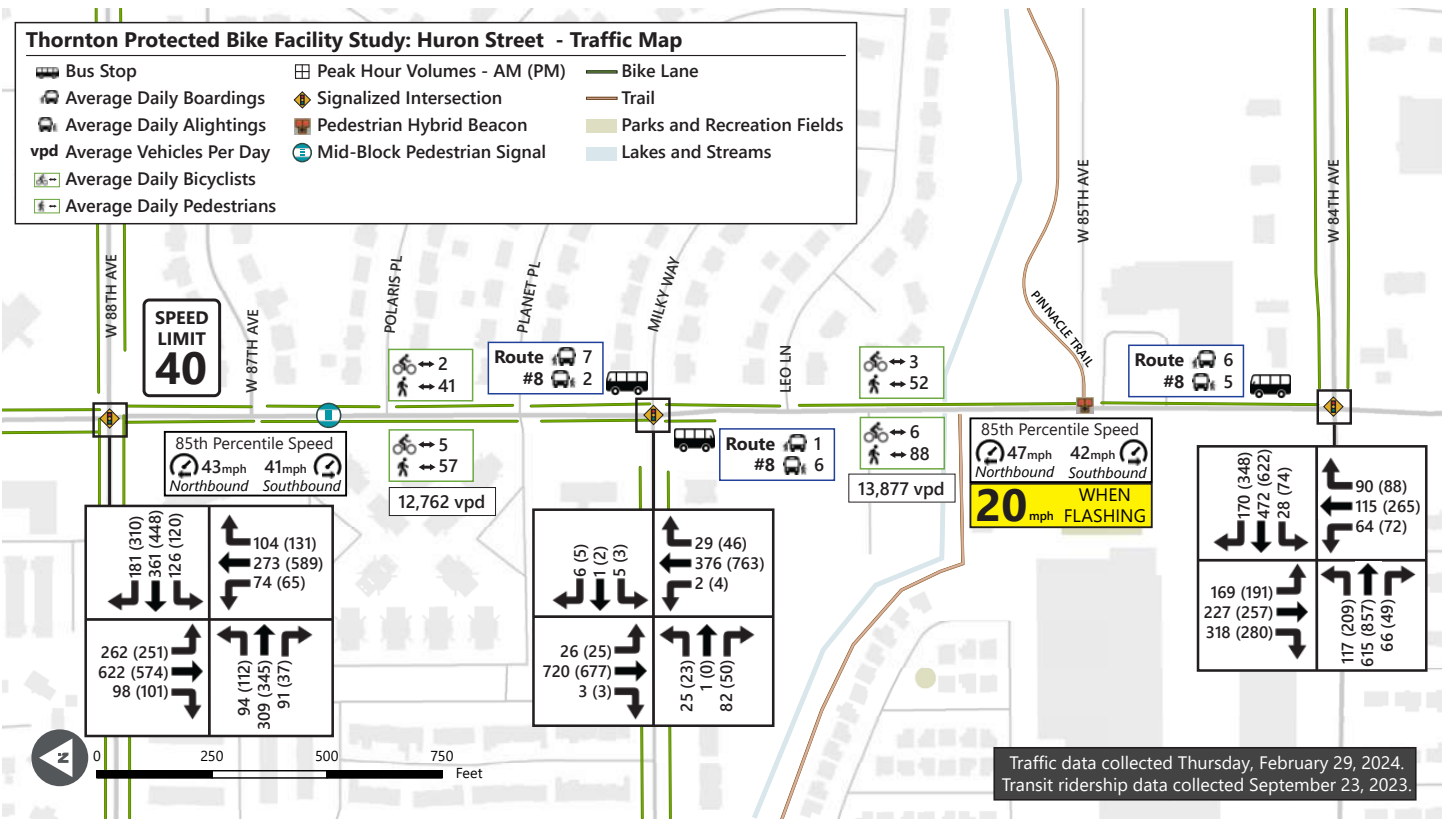 Thornton Protected Bike Facility Study: Huron Street - Traffic Map
Bus Stop
Average Daily Boardings
Average Daily Alightings
vpd Average Vehicles Per Day
Average Daily Bicyclists
Average Daily Pedestrians
Peak Hour Volumes - AM (PM)
Signalized Intersection
Pedestrian Hybrid Beacon
Mid-Block Pedestrian Signal
Bike Lane
Trail
Parks and Recreation Fields
Lakes and Streams
W 88TH AVE
SPEED
LIMIT
40
W 87TH AVE
POLARIS PL
PLANET PL
MILKY WAY
LEO LN
PINNACLE TRAIL
W 85TH AVE
W 84TH AVE
2
41
Route 7
#8 2
3
52
Route 6
#8 5
85th Percentile Speed
43mph 41mph
Northbound Southbound
5
57
12,762 vpd
Route 1
#8 6
6
88
13,877 vpd
85th Percentile Speed
47mph 42mph
Northbound Southbound
20 mph WHEN
FLASHING
181 (310)
361 (448)
126 (120)
104 (131)
273 (589)
74 (65)
262 (251)
622 (574)
98 (101)
94 (112)
309 (345)
91 (37)
6 (5)
1 (2)
5 (3)
29 (46)
376 (763)
2 (4)
26 (25)
720 (677)
3 (3)
25 (23)
1 (0)
82 (50)
170 (348)
472 (622)
28 (74)
90 (88)
115 (265)
64 (72)
169 (191)
227 (257)
318 (280)
117 (209)
615 (857)
66 (49)
N
0 250 500 750
Feet
Traffic data collected Thursday, February 29, 2024.
Transit ridership data collected September 23, 2023.